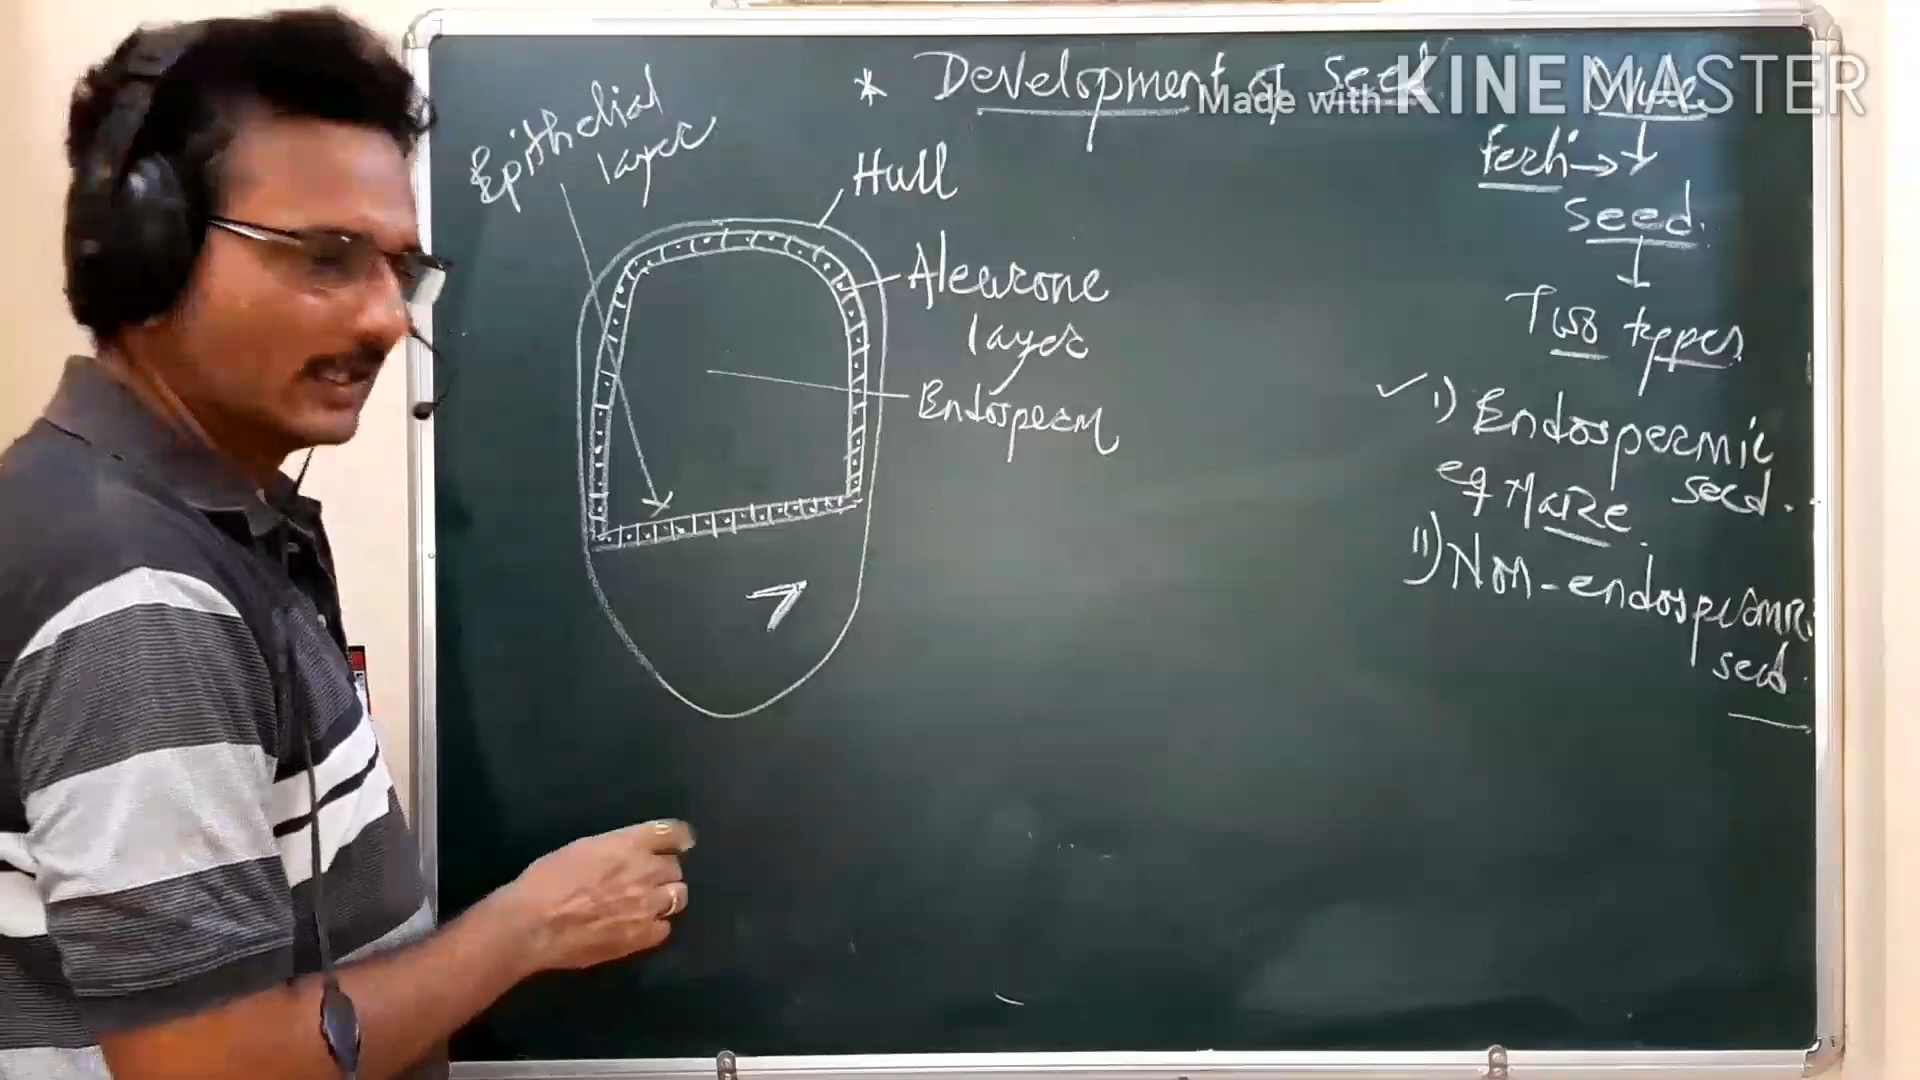 * Development of Seed
Made with KINEMASTER
Epithelial
layer
Hull
Aleurone
layer
Endosperm
Ovule
Ferti →
Seed.
Two types
✓ i) Endospermic
seed.
eg Maize.
ii) Non-endospermi
seed.